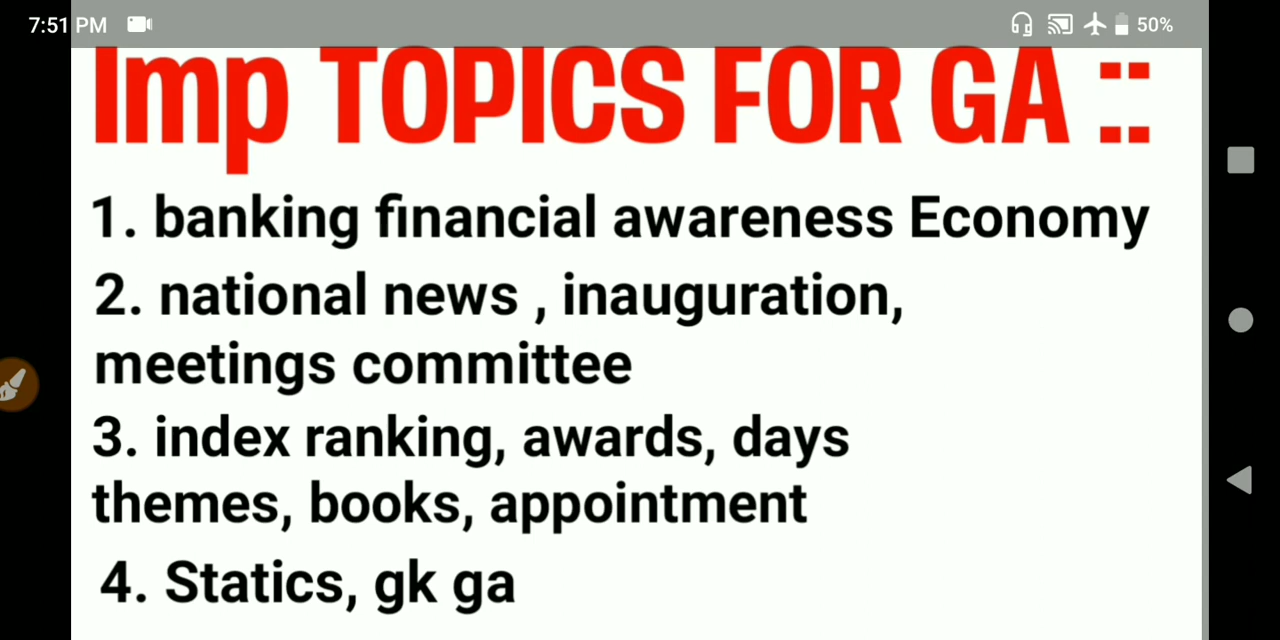 7:51 PM
50%
Imp TOPICS FOR GA ::
1. banking financial awareness Economy
2. national news , inauguration,
meetings committee
3. index ranking, awards, days
themes, books, appointment
4. Statics, gk ga